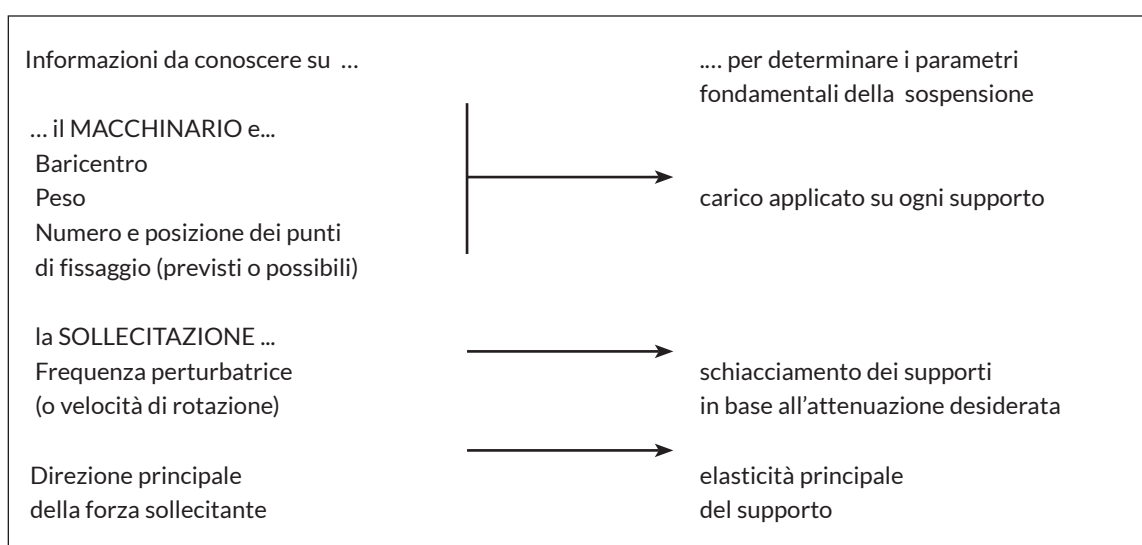 Informazioni da conoscere su ...
.... per determinare i parametri
fondamentali della sospensione
... il MACCHINARIO e...
Baricentro
Peso
carico applicato su ogni supporto
Numero e posizione dei punti
di fissaggio (previsti o possibili)
la SOLLECITAZIONE ...
Frequenza perturbatrice
(o velocità di rotazione)
schiacciamento dei supporti
in base all'attenuazione desiderata
Direzione principale
della forza sollecitante
elasticità principale
del supporto